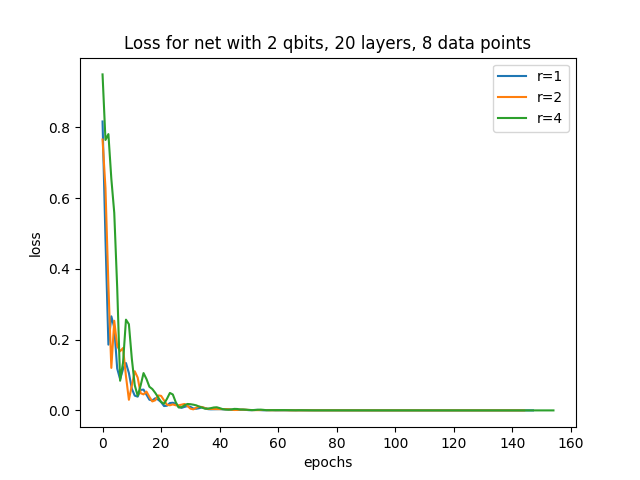 Loss for net with 2 qbits, 20 layers, 8 data points
r=1
r=2
r=4
loss
0.8
0.6
0.4
0.2
0.0
0 20 40 60 80 100 120 140 160
epochs